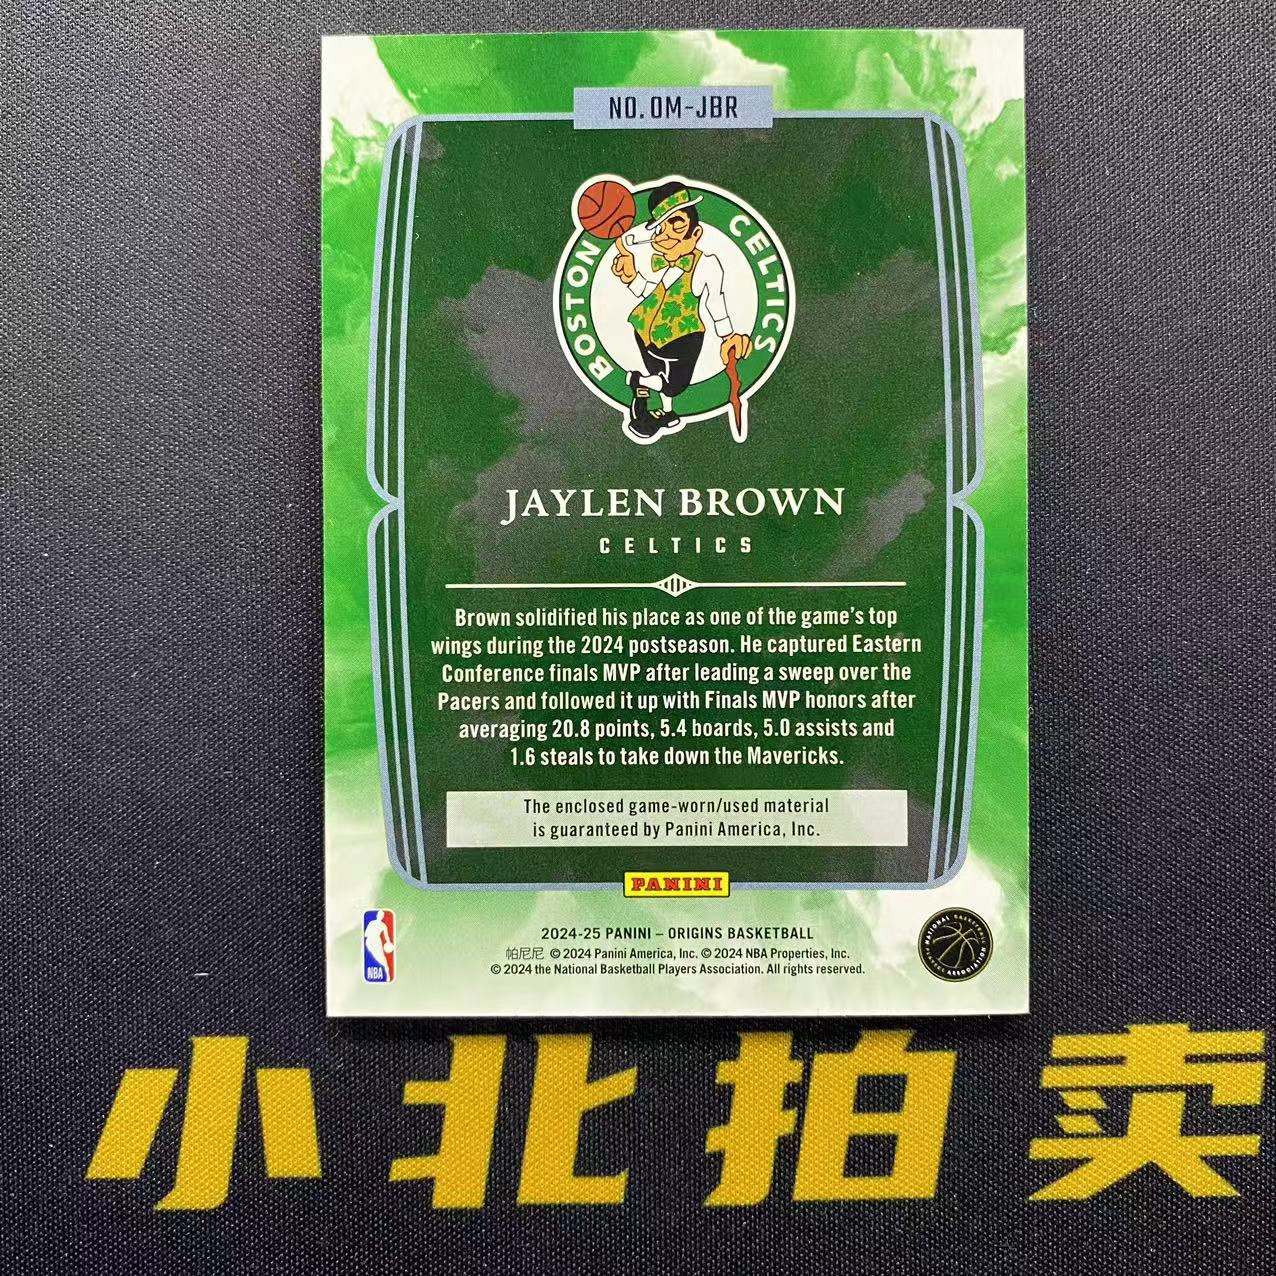 NO. OM-JBR
BOSTON CELTICS
JAYLEN BROWN
CELTICS
Brown solidified his place as one of the game's top
wings during the 2024 postseason. He captured Eastern
Conference finals MVP after leading a sweep over the
Pacers and followed it up with Finals MVP honors after
averaging 20.8 points, 5.4 boards, 5.0 assists and
1.6 steals to take down the Mavericks.
The enclosed game-worn/used material
is guaranteed by Panini America, Inc.
PANINI
2024-25 PANINI – ORIGINS BASKETBALL
帕尼尼 © 2024 Panini America, Inc. © 2024 NBA Properties, Inc.
© 2024 the National Basketball Players Association. All rights reserved.
NBA
NATIONAL BASKETBALL
PLAYERS ASSOCIATION
小北拍卖